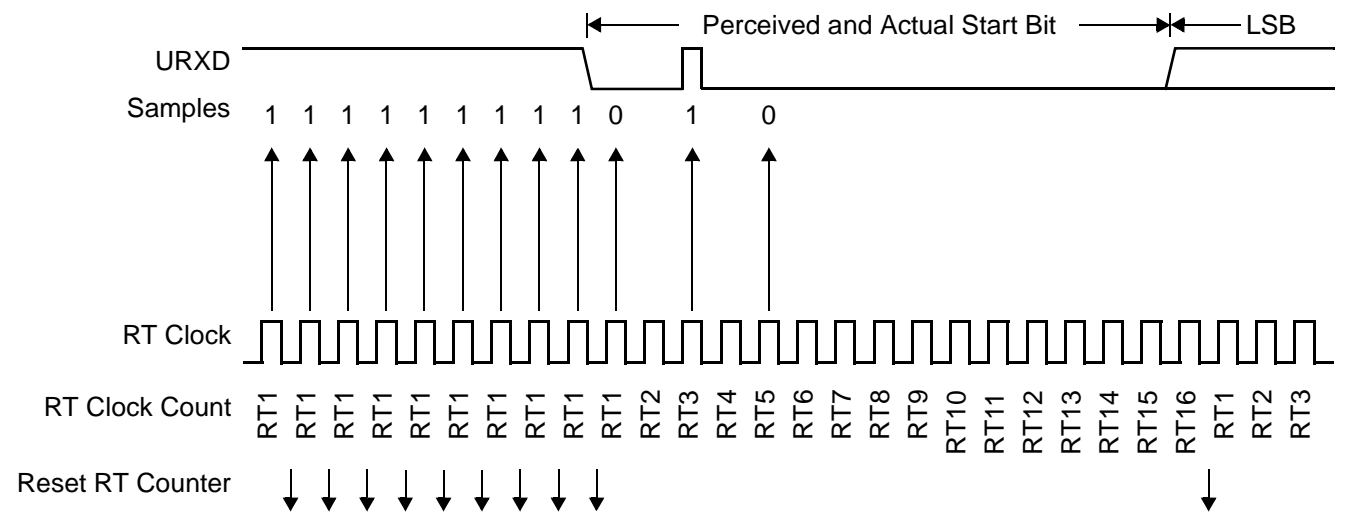 Perceived and Actual Start Bit LSB
URXD
Samples 1 1 1 1 1 1 1 1 1 0 1 0
RT Clock
RT Clock Count RT1 RT1 RT1 RT1 RT1 RT1 RT1 RT1 RT1 RT1 RT2 RT3 RT4 RT5 RT6 RT7 RT8 RT9 RT10 RT11 RT12 RT13 RT14 RT15 RT16 RT1 RT2 RT3
Reset RT Counter